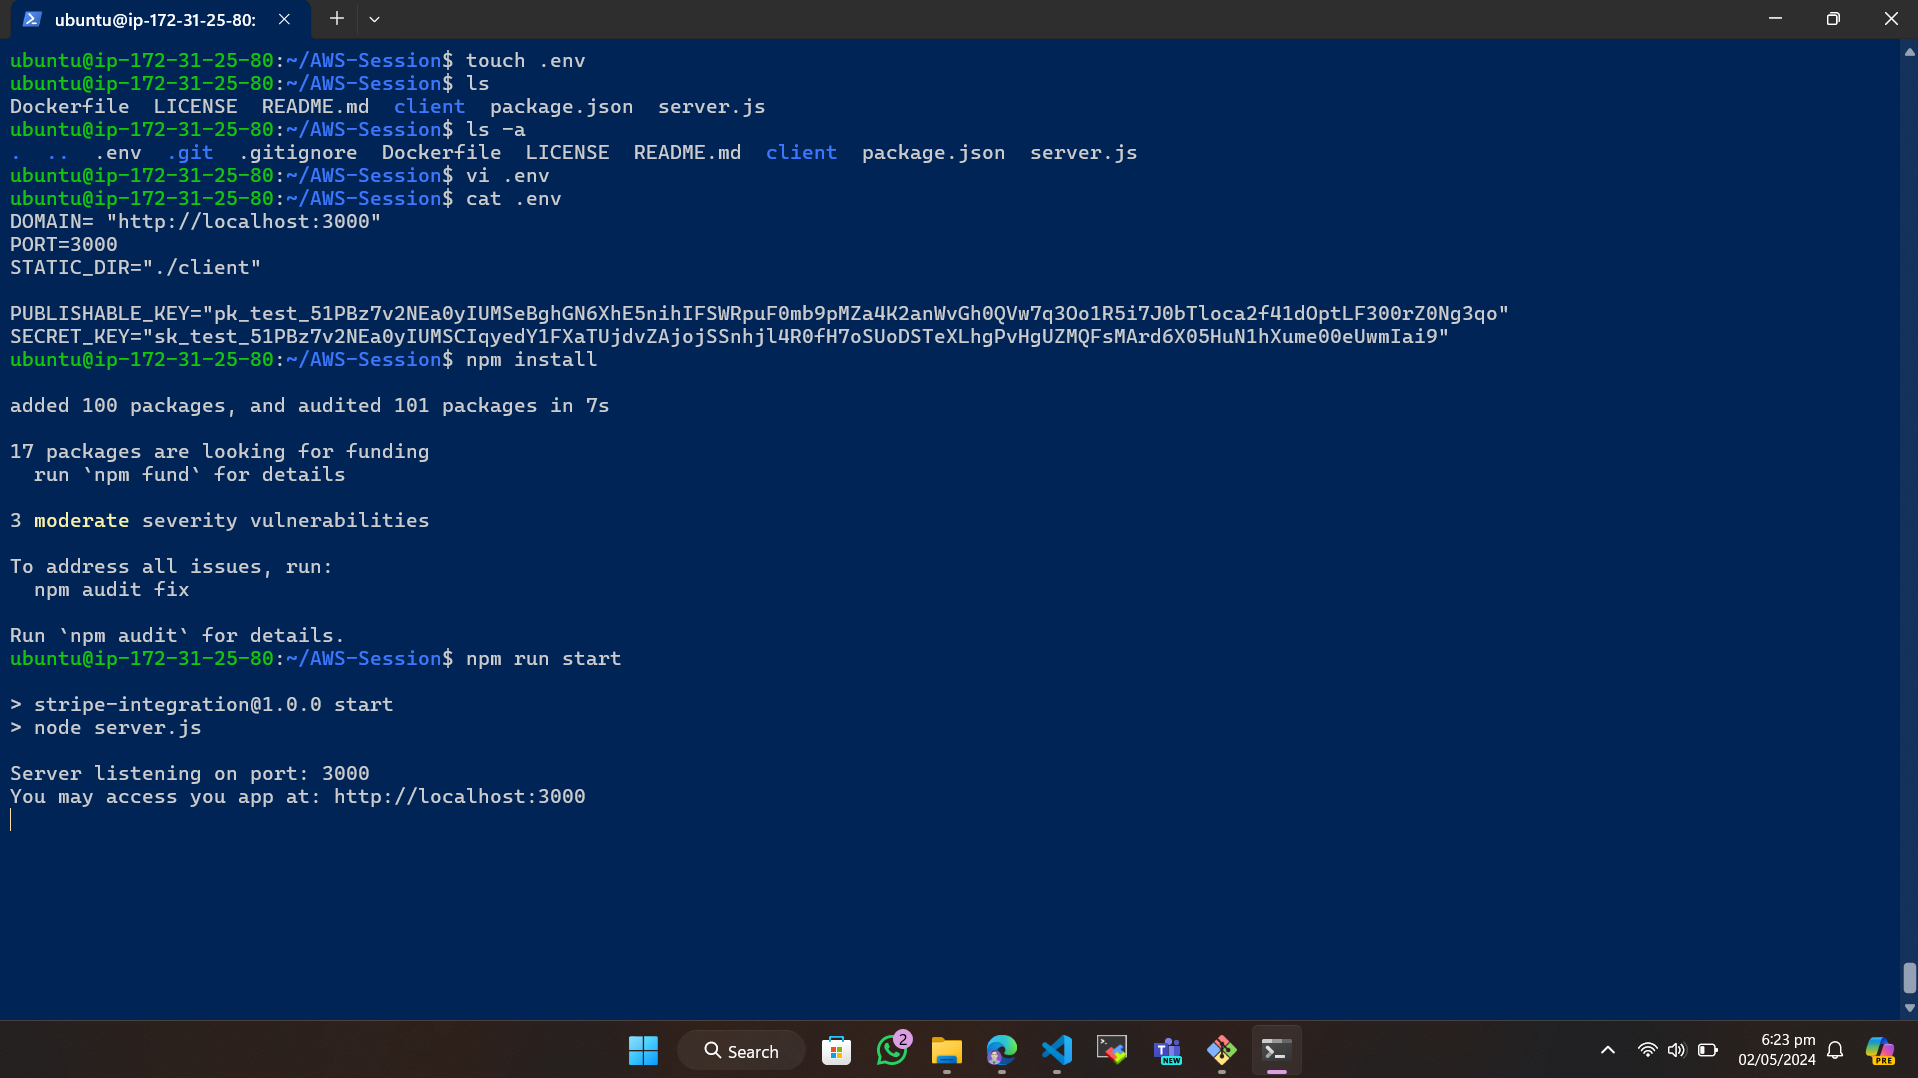 ubuntu@ip-172-31-25-80:
ubuntu@ip-172-31-25-80:~/AWS-Session$ touch .env
ubuntu@ip-172-31-25-80:~/AWS-Session$ ls
Dockerfile  LICENSE  README.md  client  package.json  server.js
ubuntu@ip-172-31-25-80:~/AWS-Session$ ls -a
.  ..  .env  .git  .gitignore  Dockerfile  LICENSE  README.md  client  package.json  server.js
ubuntu@ip-172-31-25-80:~/AWS-Session$ vi .env
ubuntu@ip-172-31-25-80:~/AWS-Session$ cat .env
DOMAIN= "http://localhost:3000"
PORT=3000
STATIC_DIR="./client"
PUBLISHABLE_KEY="pk_test_51PBz7v2NEa0yIUMSeBghGN6XhE5nihIFSWRpuF0mb9pMZa4K2anWvGh0QVw7q3Oo1R5i7J0bTloca2f41dOptLF300rZ0Ng3qo"
SECRET_KEY="sk_test_51PBz7v2NEa0yIUMSCIqyedY1FXaTUjdvZAjojSSnhjl4R0fH7oSUoDSTeXLhgPvHgUZMQFsMArd6X05HuN1hXume00eUwmIai9"
ubuntu@ip-172-31-25-80:~/AWS-Session$ npm install
added 100 packages, and audited 101 packages in 7s
17 packages are looking for funding
  run `npm fund` for details
3 moderate severity vulnerabilities
To address all issues, run:
  npm audit fix
Run `npm audit` for details.
ubuntu@ip-172-31-25-80:~/AWS-Session$ npm run start
> stripe-integration@1.0.0 start
> node server.js
Server listening on port: 3000
You may access you app at: http://localhost:3000
Search
2
NEW
6:23 pm
02/05/2024
PRE